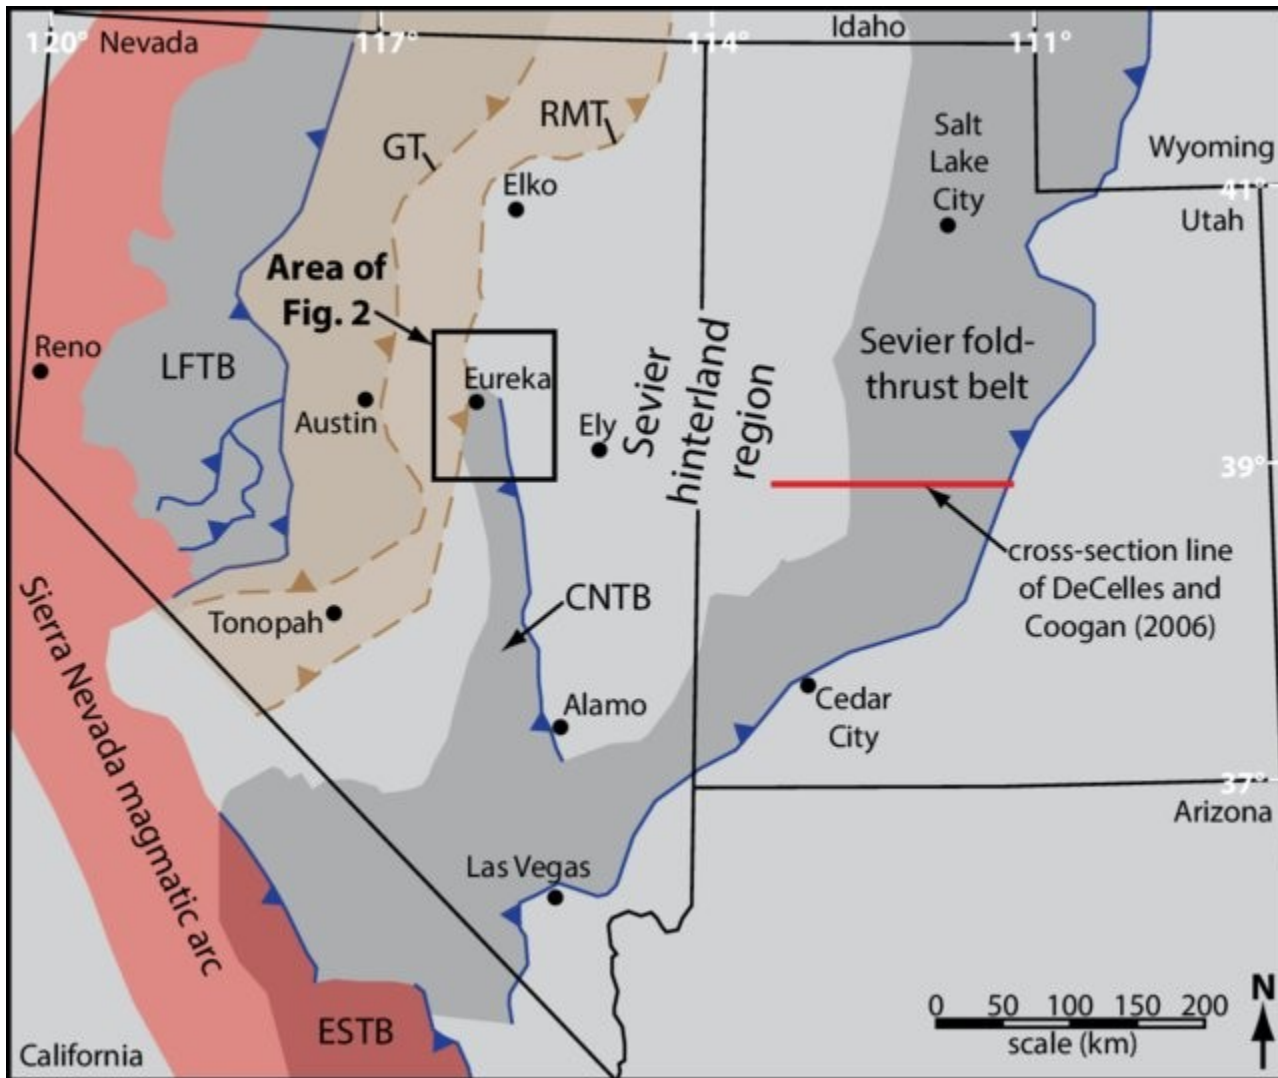 120°
Nevada
117°
114°
Idaho
111°
RMT
GT
Salt
Lake
City
Wyoming
41°
Utah
Elko
Area of
Fig. 2
Reno
LFTB
Eureka
Austin
Ely
Sevier
hinterland
region
Sevier fold-
thrust belt
39°
cross-section line
of DeCelles and
Coogan (2006)
CNTB
Tonopah
Sierra Nevada magmatic arc
Alamo
Cedar
City
37°
Arizona
Las Vegas
ESTB
California
0 50 100 150 200
scale (km)
N